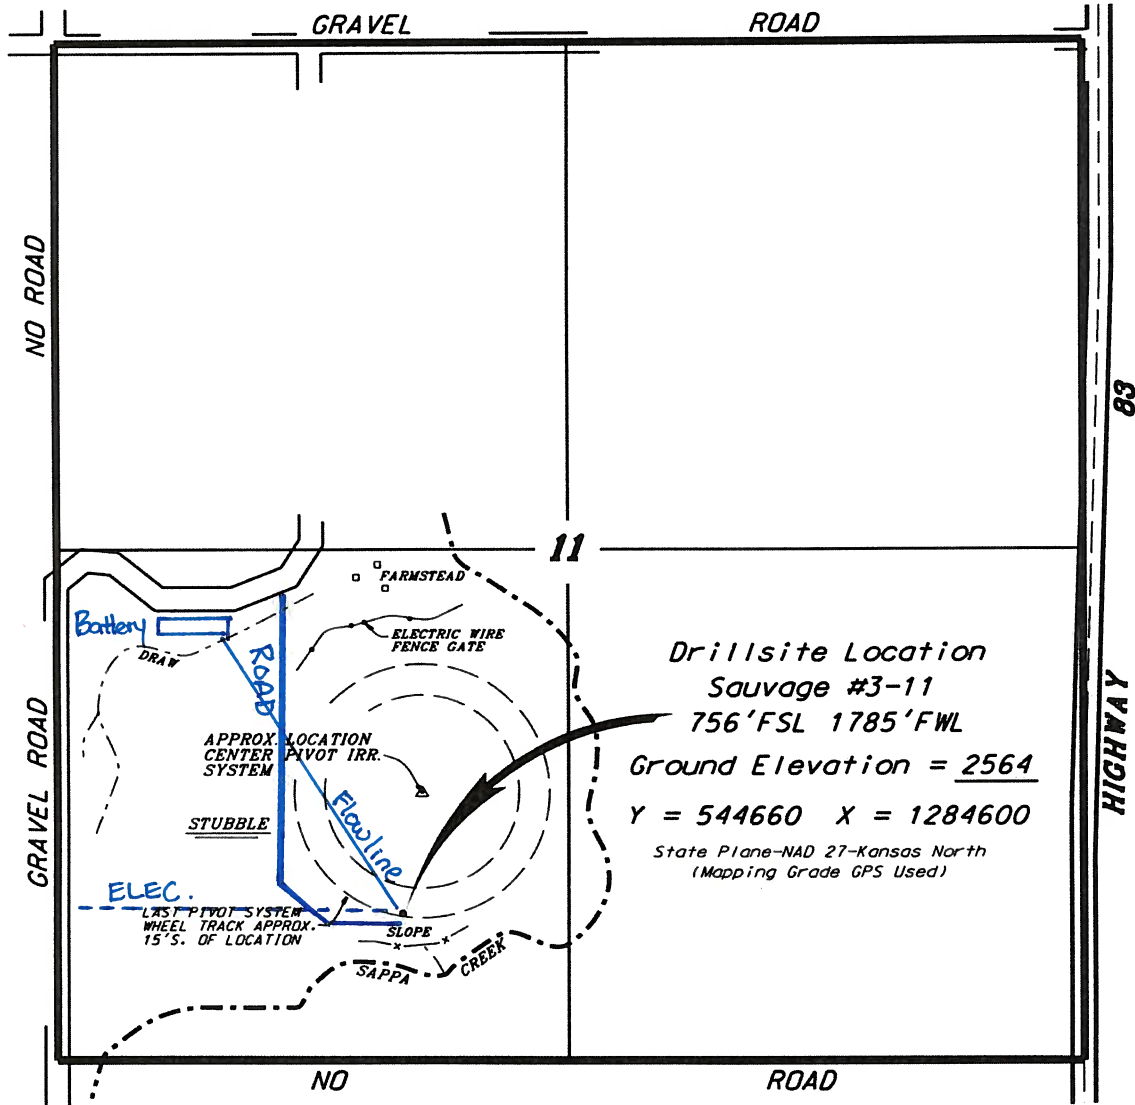 GRAVEL
ROAD
NO ROAD
83
11
FARMSTEAD
Battery
DRAW
ELECTRIC WIRE
FENCE GATE
ROAD
Drillsite Location
Sauvage #3-11
756'FSL 1785'FWL
Ground Elevation = 2564
Y = 544660 X = 1284600
State Plane-NAD 27-Kansas North
(Mapping Grade GPS Used)
HIGHWAY
GRAVEL ROAD
APPROX. LOCATION
CENTER PIVOT IRR.
SYSTEM
Flowline
STUBBLE
ELEC.
LAST PIVOT SYSTEM
WHEEL TRACK APPROX.
15'S. OF LOCATION
SLOPE
SAPPA
CREEK
NO
ROAD